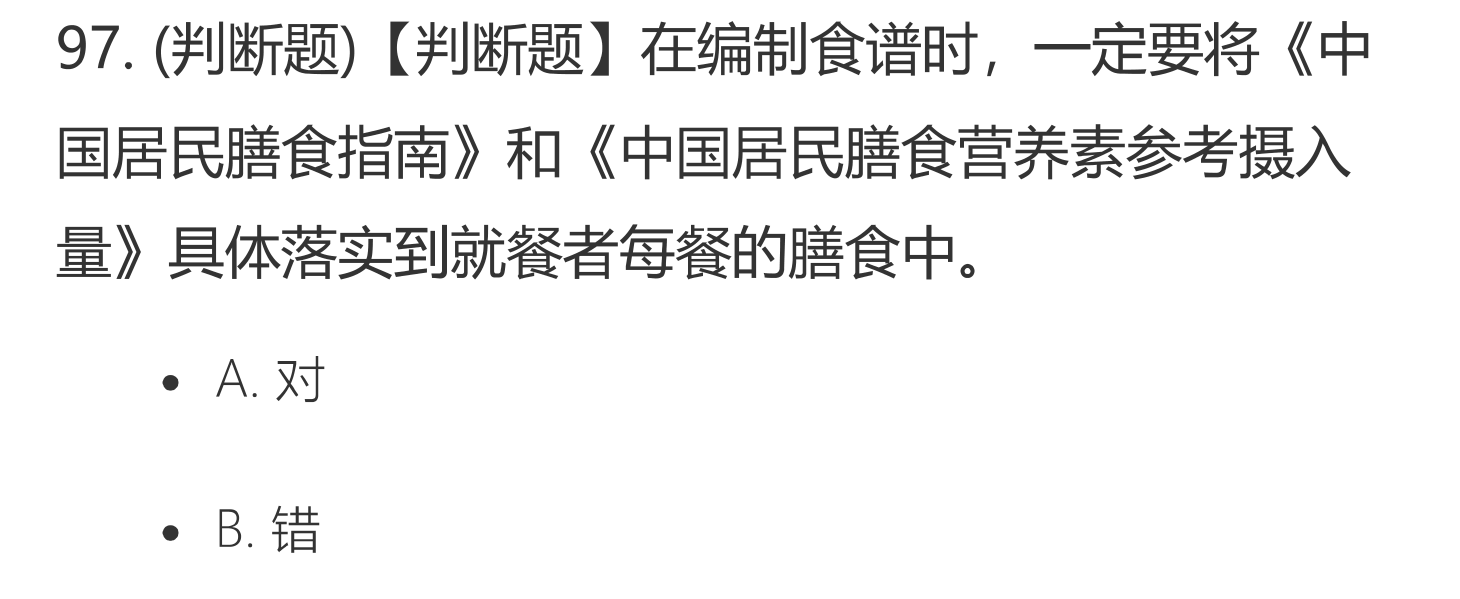 97. (判断题)【判断题】在编制食谱时，一定要将《中
国居民膳食指南》和《中国居民膳食营养素参考摄入
量》具体落实到就餐者每餐的膳食中。
• A. 对
• B. 错